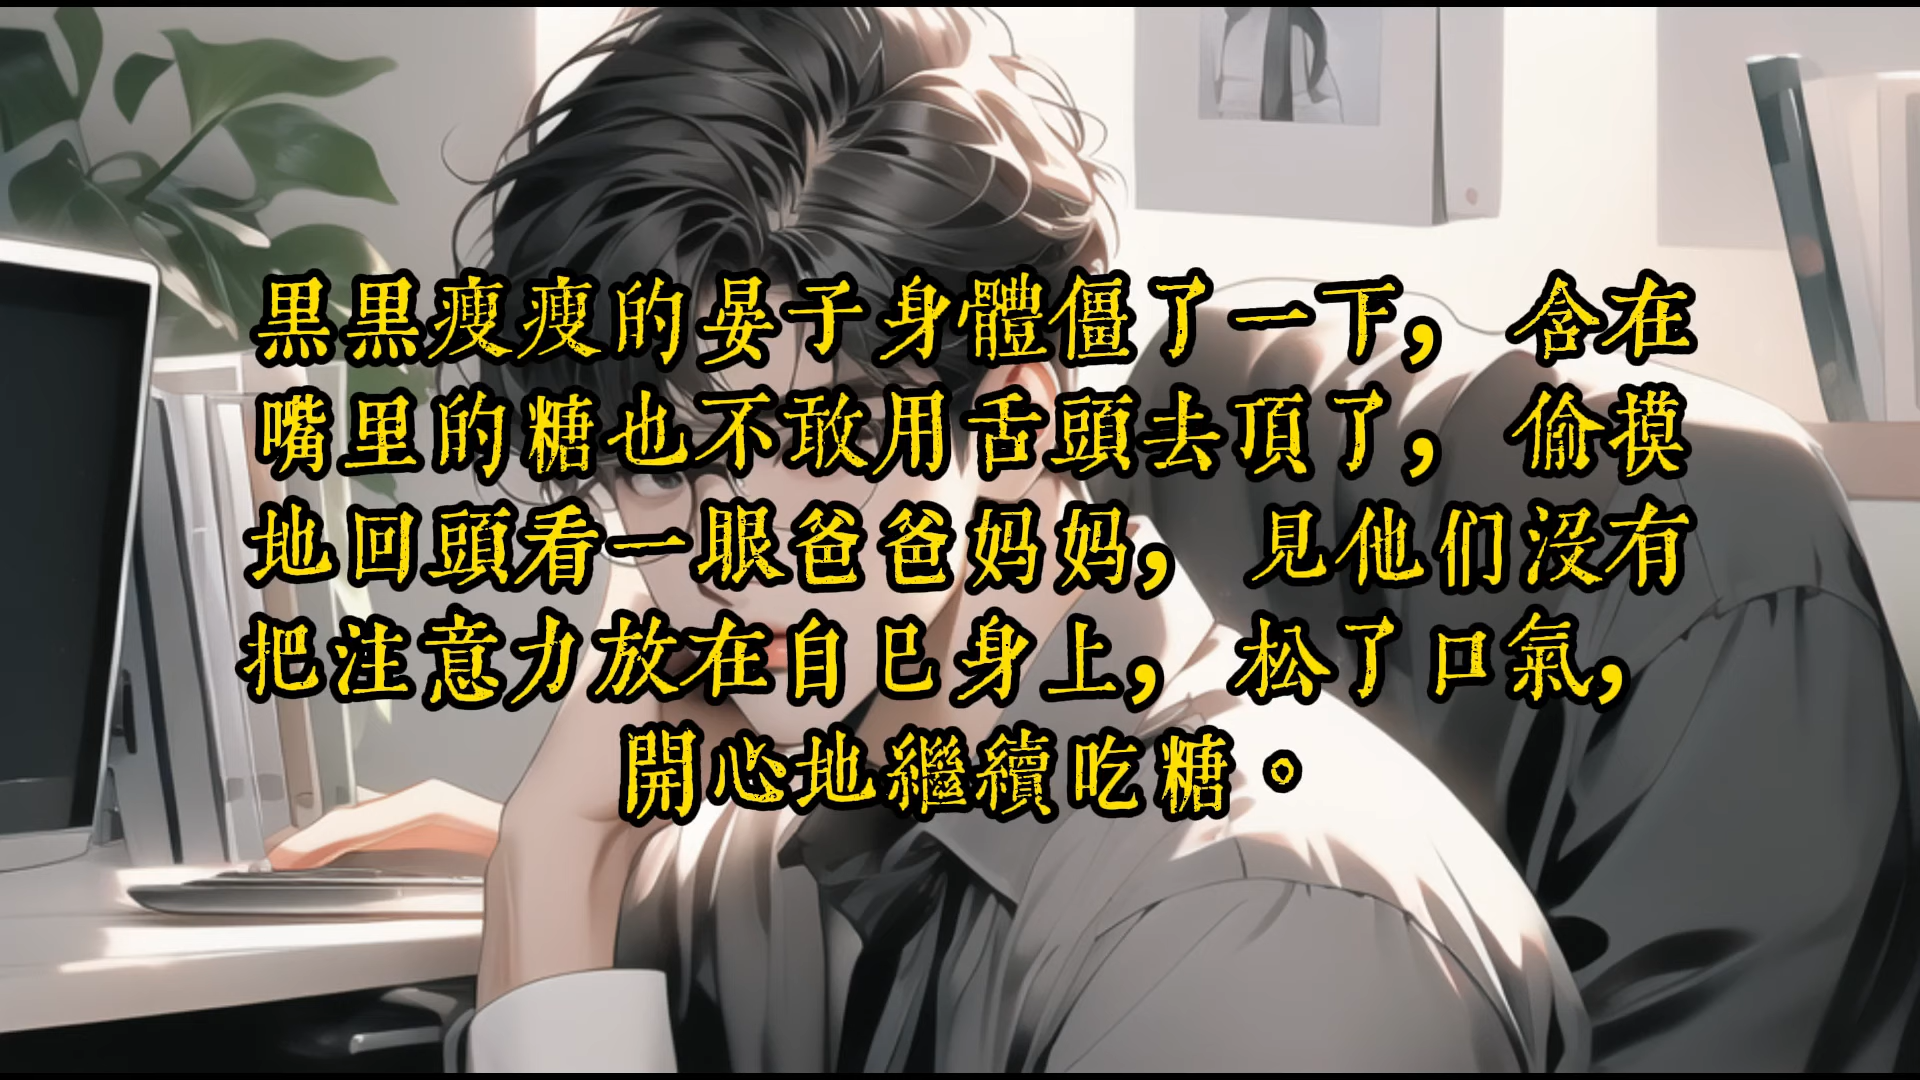 黑黑瘦瘦的晏子身體僵了一下，含在
嘴里的糖也不敢用舌頭去頂了，偷摸
地回頭看一眼爸爸妈妈，見他们沒有
把注意力放在自已身上，松了口氣，
開心地繼續吃糖。